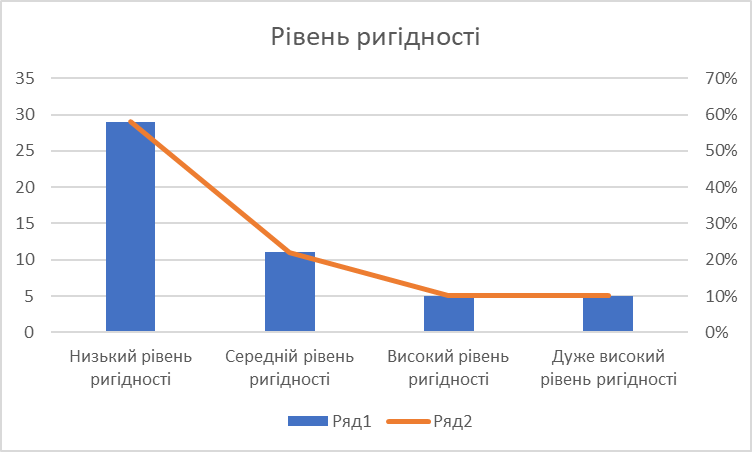 Рівень ригідності
35
30
25
20
15
10
5
0
70%
60%
50%
40%
30%
20%
10%
0%
Низький рівень
ригідності
Середній рівень
ригідності
Високий рівень
ригідності
Дуже високий
рівень ригідності
Ряд1
Ряд2